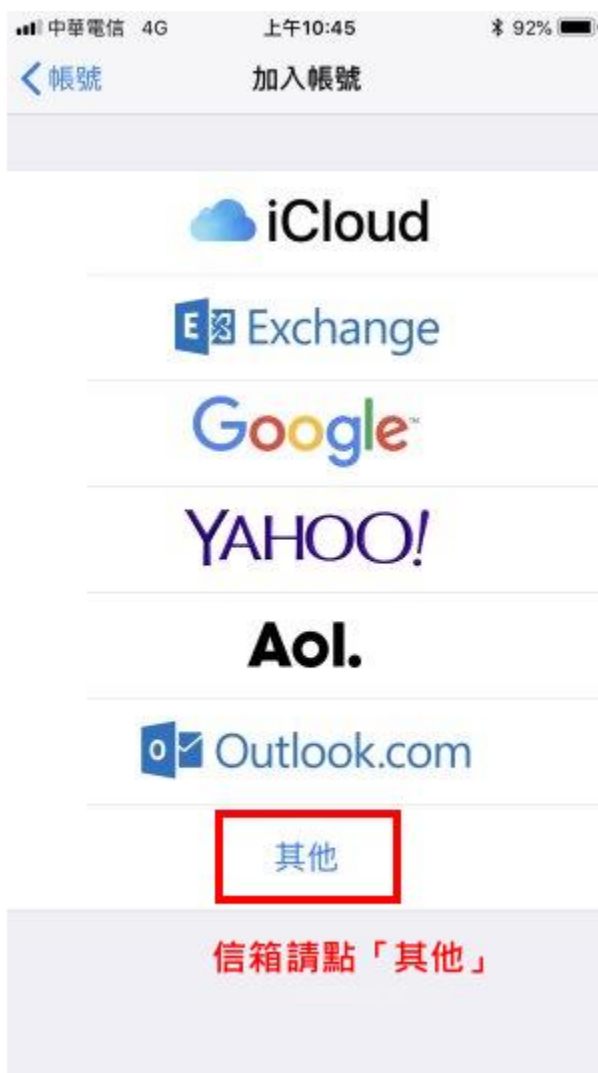 中華電信 4G 上午10:45 92%
帳號 加入帳號
iCloud
E Exchange
Google™
YAHOO!
Aol.
o Outlook.com
其他
信箱請點「其他」